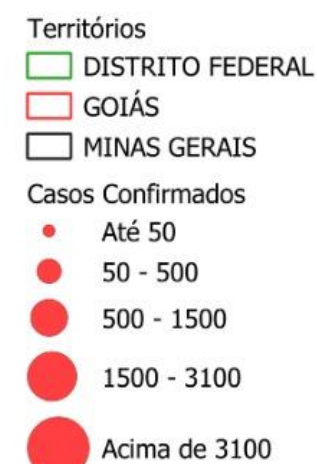 Territórios
DISTRITO FEDERAL
GOIÁS
MINAS GERAIS
Casos Confirmados
Até 50
50 - 500
500 - 1500
1500 - 3100
Acima de 3100